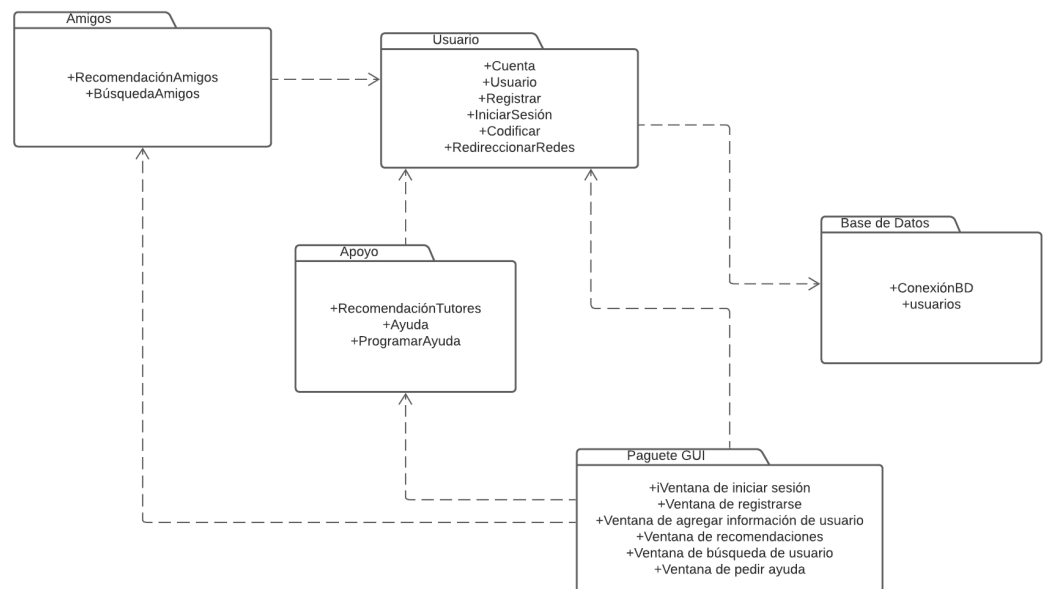 Amigos
+RecomendaciónAmigos
+BúsquedaAmigos
Usuario
+Cuenta
+Usuario
+Registrar
+IniciarSesión
+Codificar
+RedireccionarRedes
Apoyo
+RecomendaciónTutores
+Ayuda
+ProgramarAyuda
Base de Datos
+ConexiónBD
+usuarios
Paguete GUI
+iVentana de iniciar sesión
+Ventana de registrarse
+Ventana de agregar información de usuario
+Ventana de recomendaciones
+Ventana de búsqueda de usuario
+Ventana de pedir ayuda